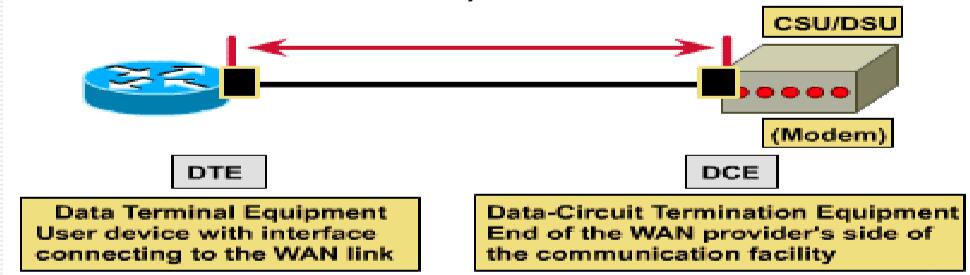 CSU/DSU
(Modem)
DTE
DCE
Data Terminal Equipment
User device with interface
connecting to the WAN link
Data-Circuit Termination Equipment
End of the WAN provider's side of
the communication facility